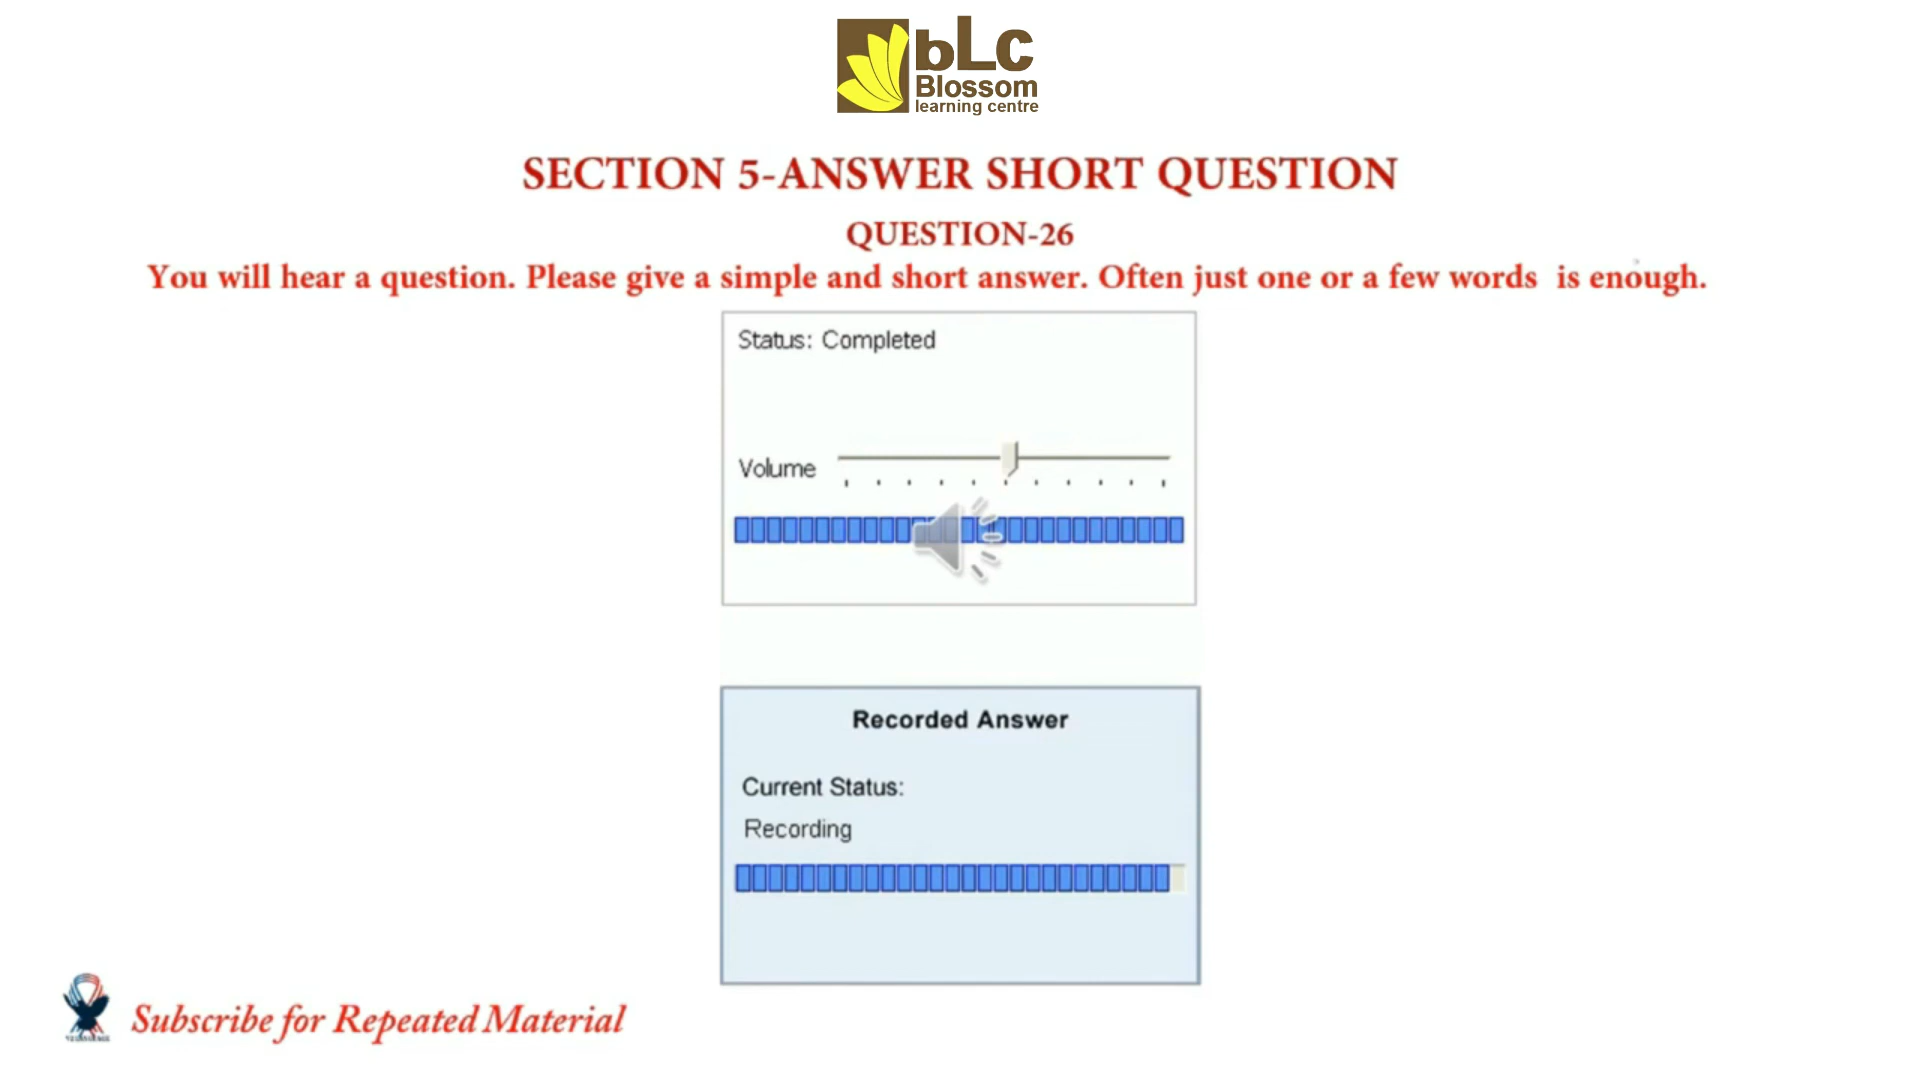 bLc
Blossom
learning centre
SECTION 5-ANSWER SHORT QUESTION
QUESTION-26
You will hear a question. Please give a simple and short answer. Often just one or a few words is enough.
Status: Completed
Volume
Recorded Answer
Current Status:
Recording
Subscribe for Repeated Material